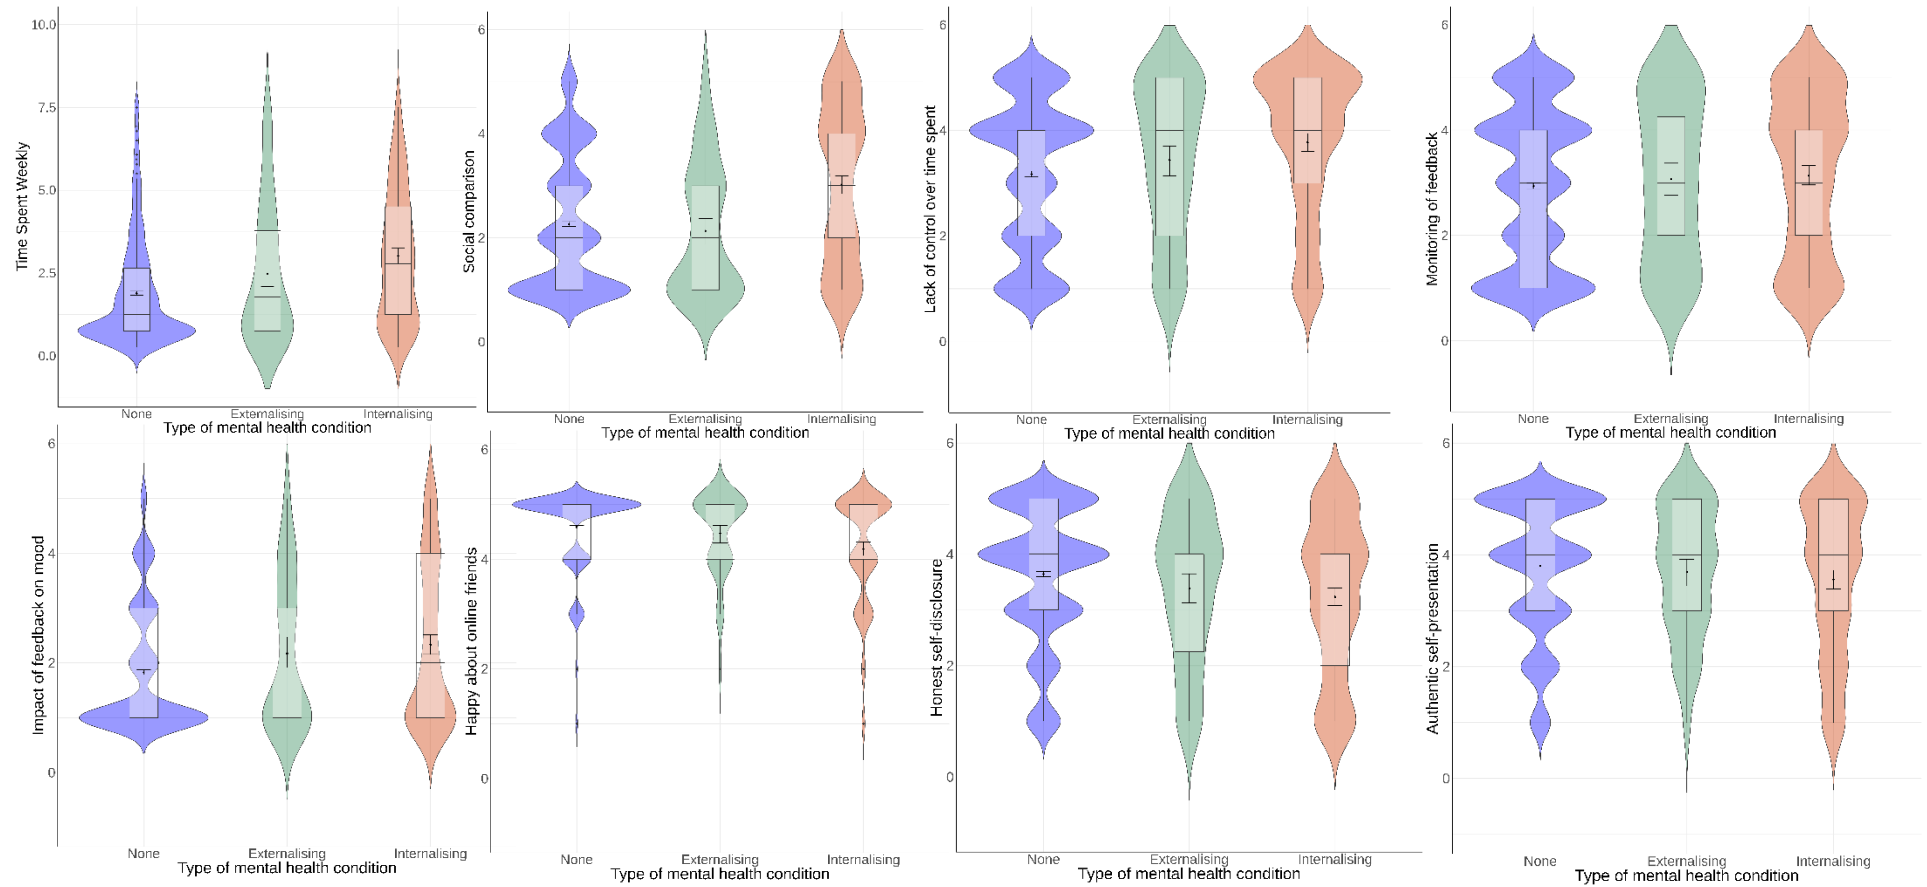 10.0
7.5
5.0
2.5
0.0
Time Spent Weekly
None Externalising Internalising
Type of mental health condition
6
4
2
0
Social comparison
None Externalising Internalising
Type of mental health condition
6
4
2
0
Lack of control over time spent
None Externalising Internalising
Type of mental health condition
6
4
2
0
Monitoring of feedback
None Externalising Internalising
Type of mental health condition
6
4
2
0
Impact of feedback on mood
None Externalising Internalising
Type of mental health condition
6
4
2
0
Happy about online friends
None Externalising Internalising
Type of mental health condition
6
4
2
0
Honest self-disclosure
None Externalising Internalising
Type of mental health condition
6
4
2
0
Authentic self-presentation
None Externalising Internalising
Type of mental health condition